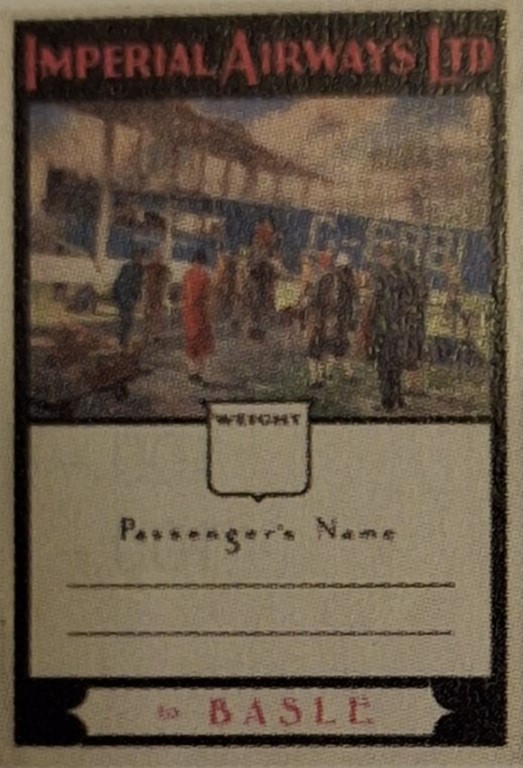 IMPERIAL AIRWAYS LTD
WEIGHT
Passenger's Name
to BASLE